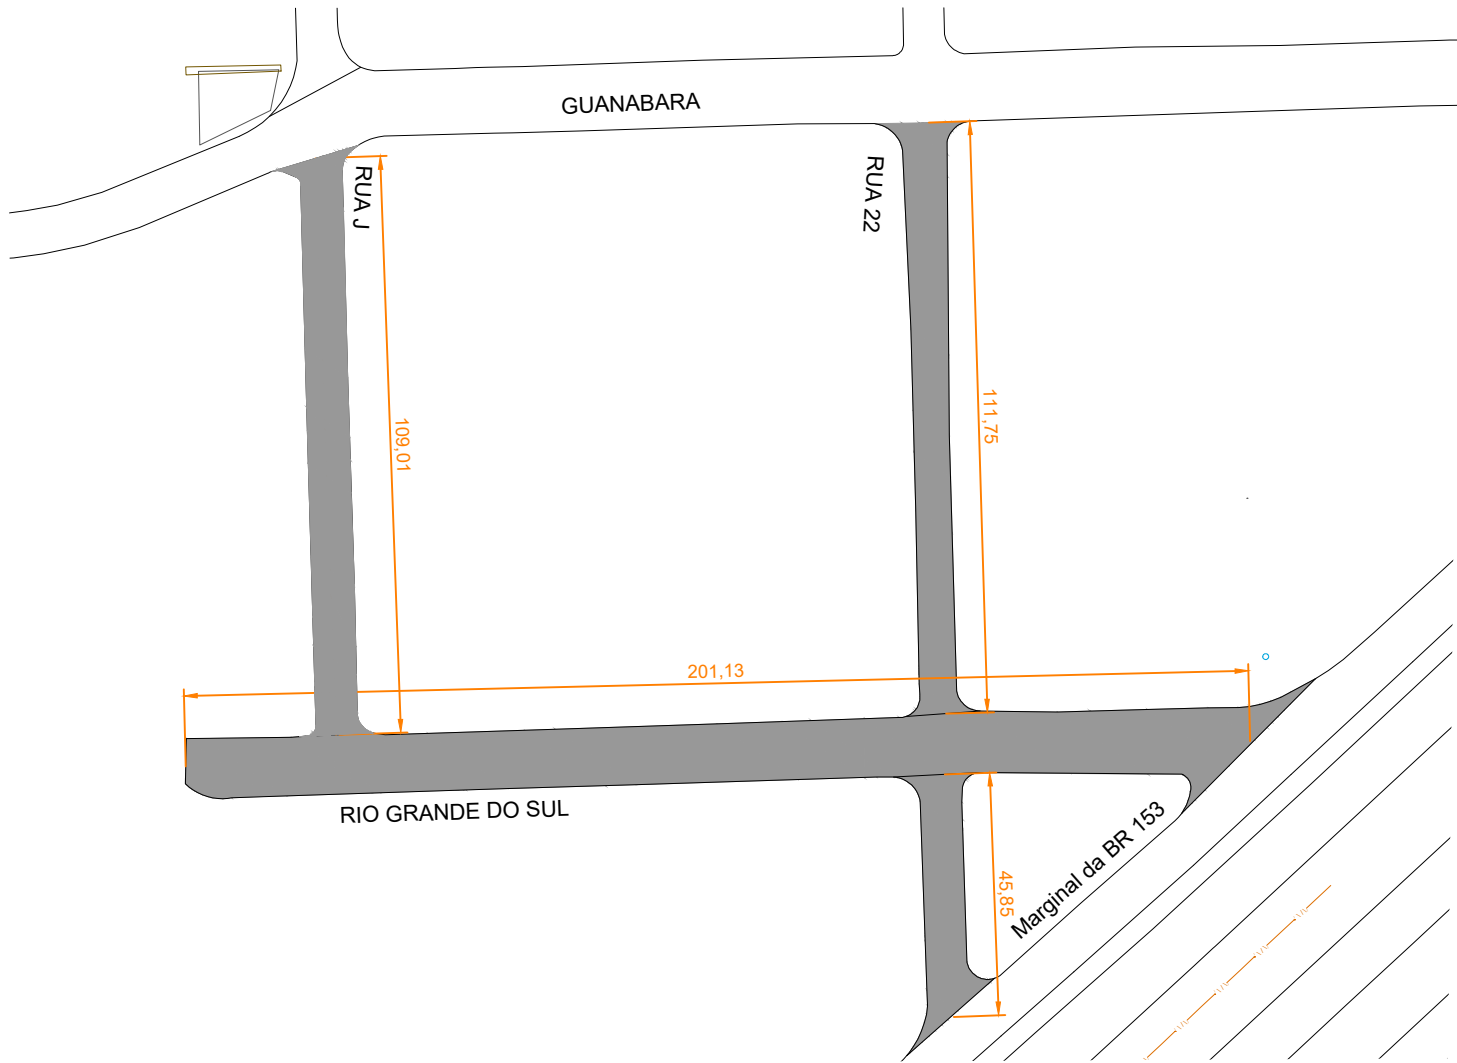 GUANABARA
RUA J
RUA 22
109,01
111,75
201,13
RIO GRANDE DO SUL
Marginal da BR 153
45,85